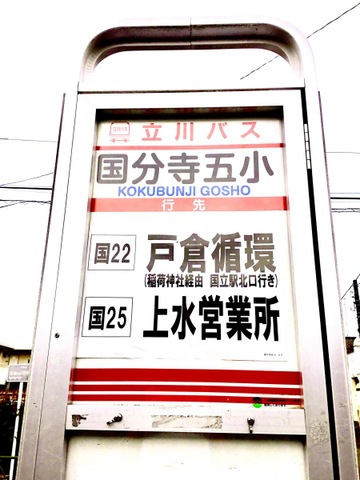 立川バス
国分寺五小
KOKUBUNJI GOSHO
行先
国22 戸倉循環
(稲荷神社経由 国立駅北口行き)
国25 上水営業所